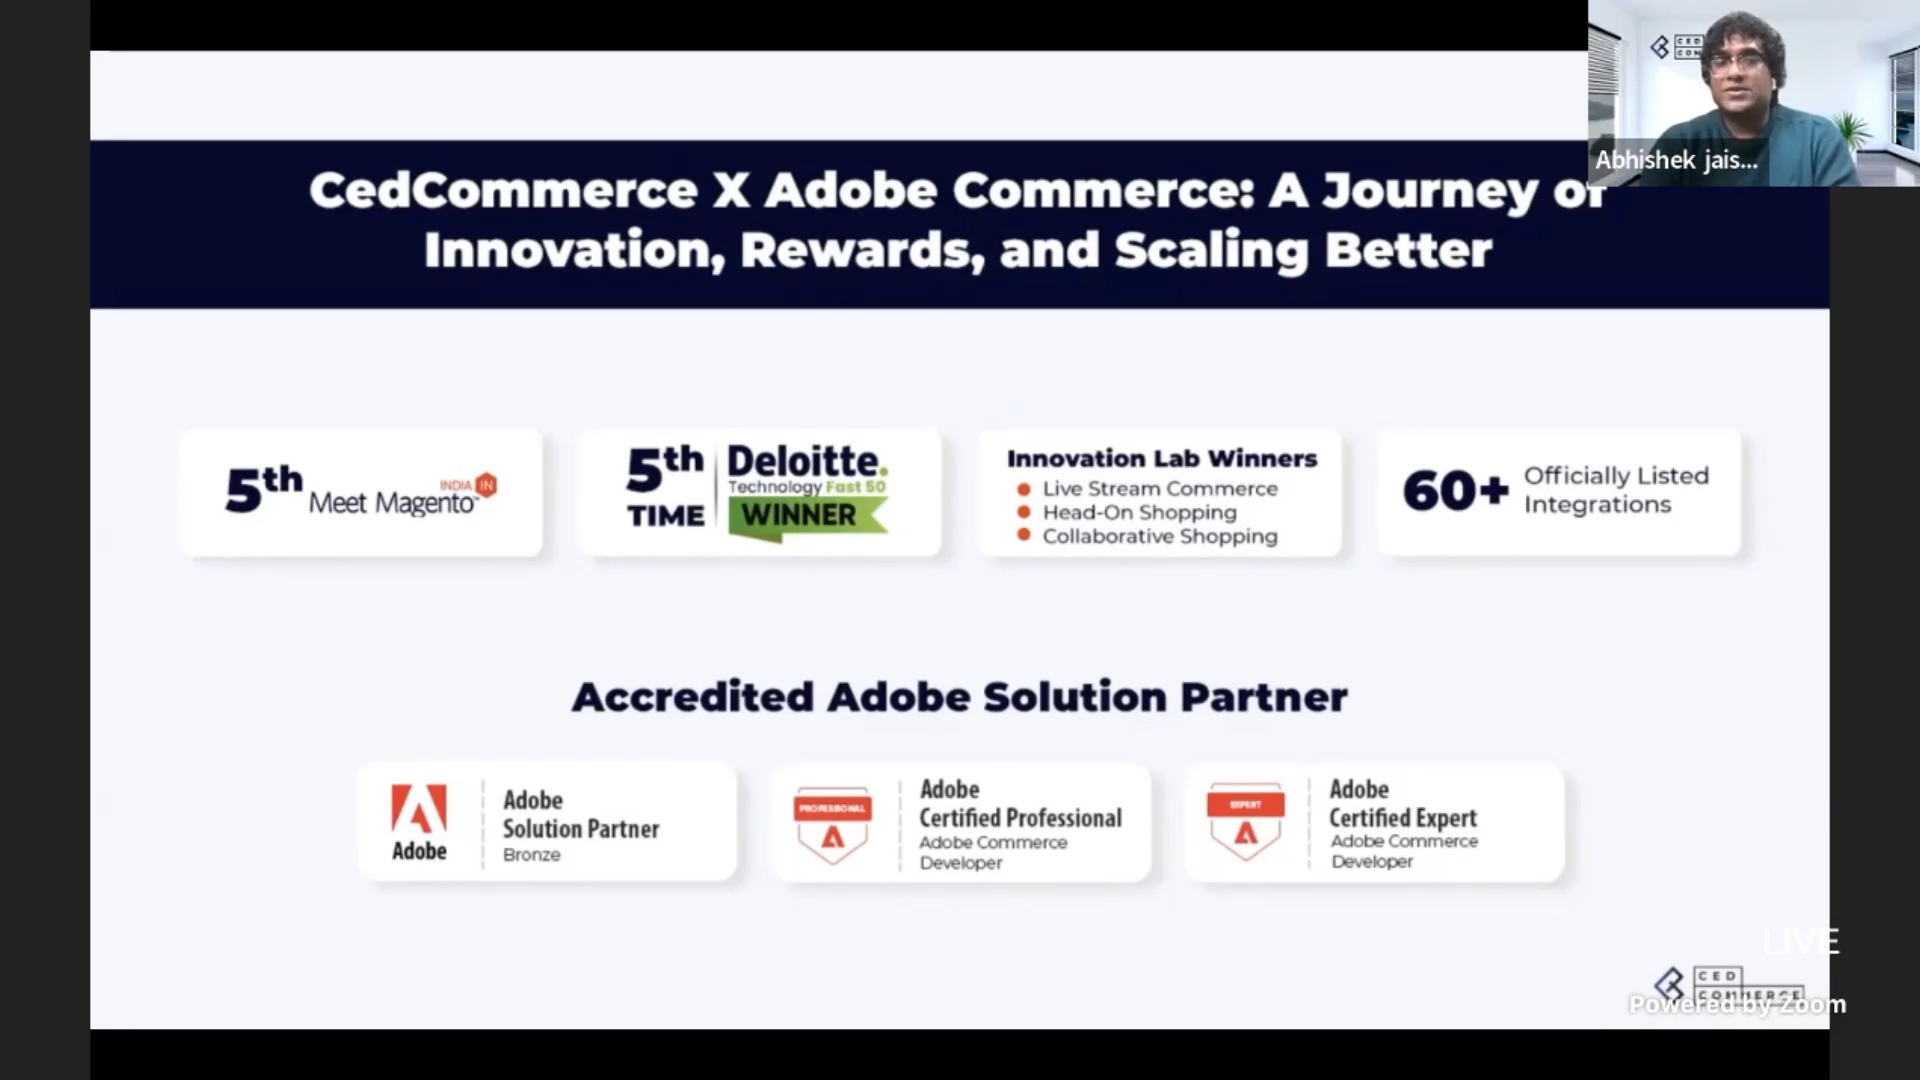 CED
Abhishek jais...
CedCommerce X Adobe Commerce: A Journey of
Innovation, Rewards, and Scaling Better
5th
INDIA IN
Meet Magento
5th
TIME
Deloitte.
Technology Fast 50
WINNER
Innovation Lab Winners
Live Stream Commerce
Head-On Shopping
Collaborative Shopping
60+
Officially Listed
Integrations
Accredited Adobe Solution Partner
Adobe
Adobe
Solution Partner
Bronze
PROFESSIONAL
Adobe
Certified Professional
Adobe Commerce
Developer
EXPERT
Adobe
Certified Expert
Adobe Commerce
Developer
LIVE
CED
COMMERCE
Powered by Zoom